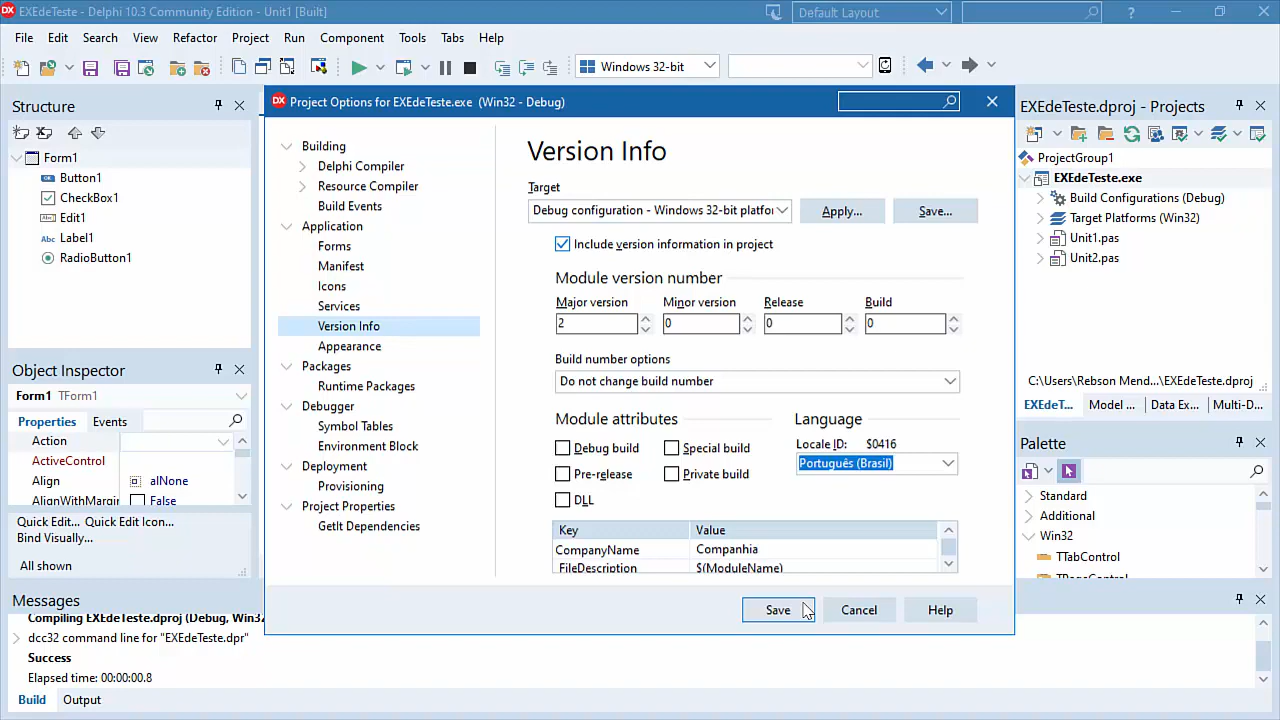 DX EXEdeTeste - Delphi 10.3 Community Edition - Unit1 [Built]
Default Layout
?
File Edit Search View Refactor Project Run Component Tools Tabs Help
Windows 32-bit
Structure
Form1
Button1
CheckBox1
Edit1
Label1
RadioButton1
Object Inspector
Form1 TForm1
Properties Events
Action
ActiveControl
Align alNone
AlignWithMargin False
Quick Edit... Quick Edit Icon...
Bind Visually...
All shown
DX Project Options for EXEdeTeste.exe (Win32 - Debug)
Building
Delphi Compiler
Resource Compiler
Build Events
Application
Forms
Manifest
Icons
Services
Version Info
Appearance
Packages
Runtime Packages
Debugger
Symbol Tables
Environment Block
Deployment
Provisioning
Project Properties
GetIt Dependencies
Version Info
Target
Debug configuration - Windows 32-bit platfor
Apply... Save...
Include version information in project
Module version number
Major version Minor version Release Build
2 0 0 0
Build number options
Do not change build number
Module attributes
Debug build Special build
Pre-release Private build
DLL
Language
Locale ID: $0416
Português (Brasil)
Key Value
CompanyName Companhia
FileDescription $(ModuleName)
Save Cancel Help
EXEdeTeste.dproj - Projects
ProjectGroup1
EXEdeTeste.exe
Build Configurations (Debug)
Target Platforms (Win32)
Unit1.pas
Unit2.pas
C:\Users\Rebson Mend...\EXEdeTeste.dproj
EXEdeT... Model ... Data Ex... Multi-D...
Palette
Standard
Additional
Win32
TTabControl
TPageControl
Messages
Compiling EXEdeTeste.dproj (Debug, Win32
dcc32 command line for "EXEdeTeste.dpr"
Success
Elapsed time: 00:00:00.8
Build Output